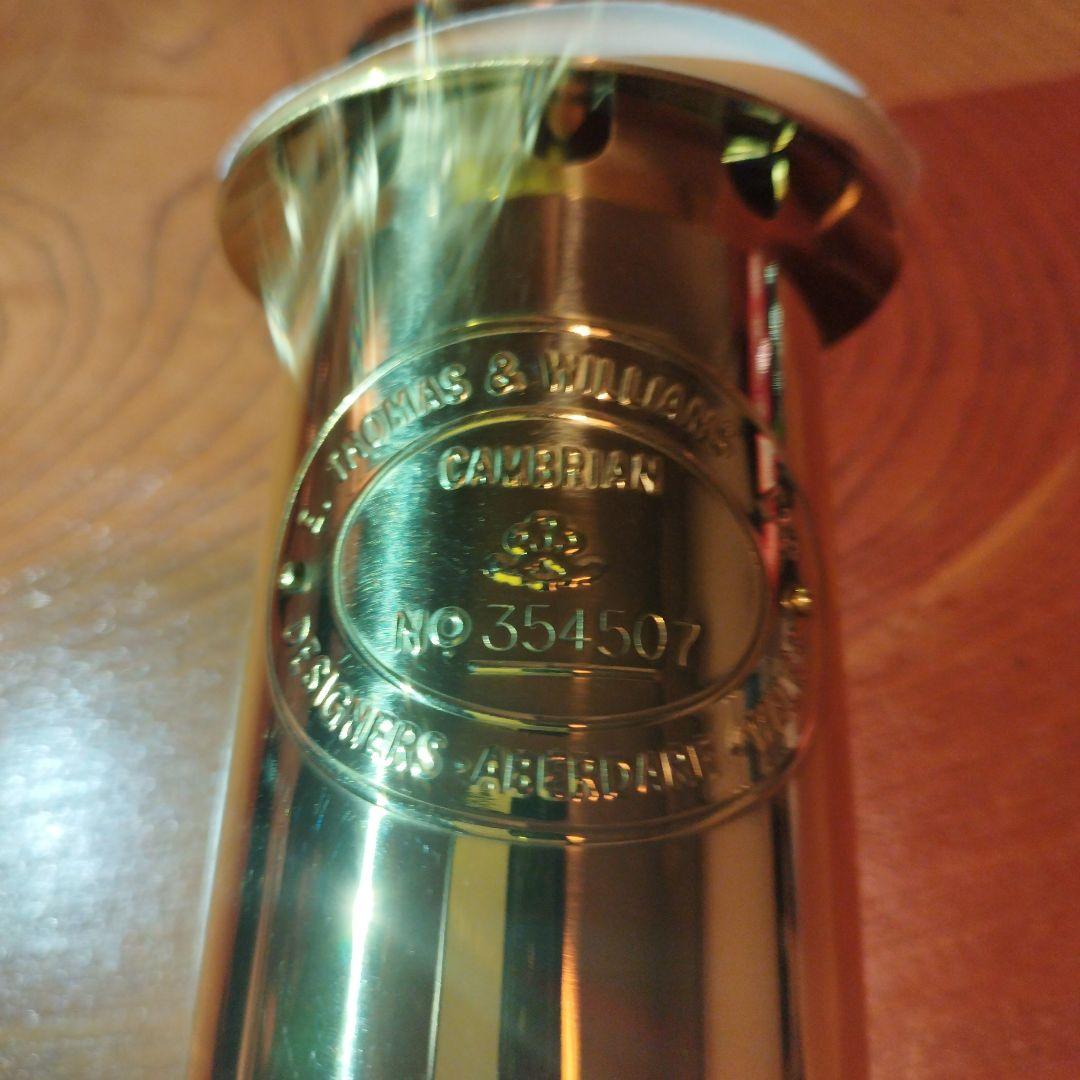 E. THOMAS & WILLIAMS
CAMBRIAN
No 354507
DESIGNERS · ABERDARE